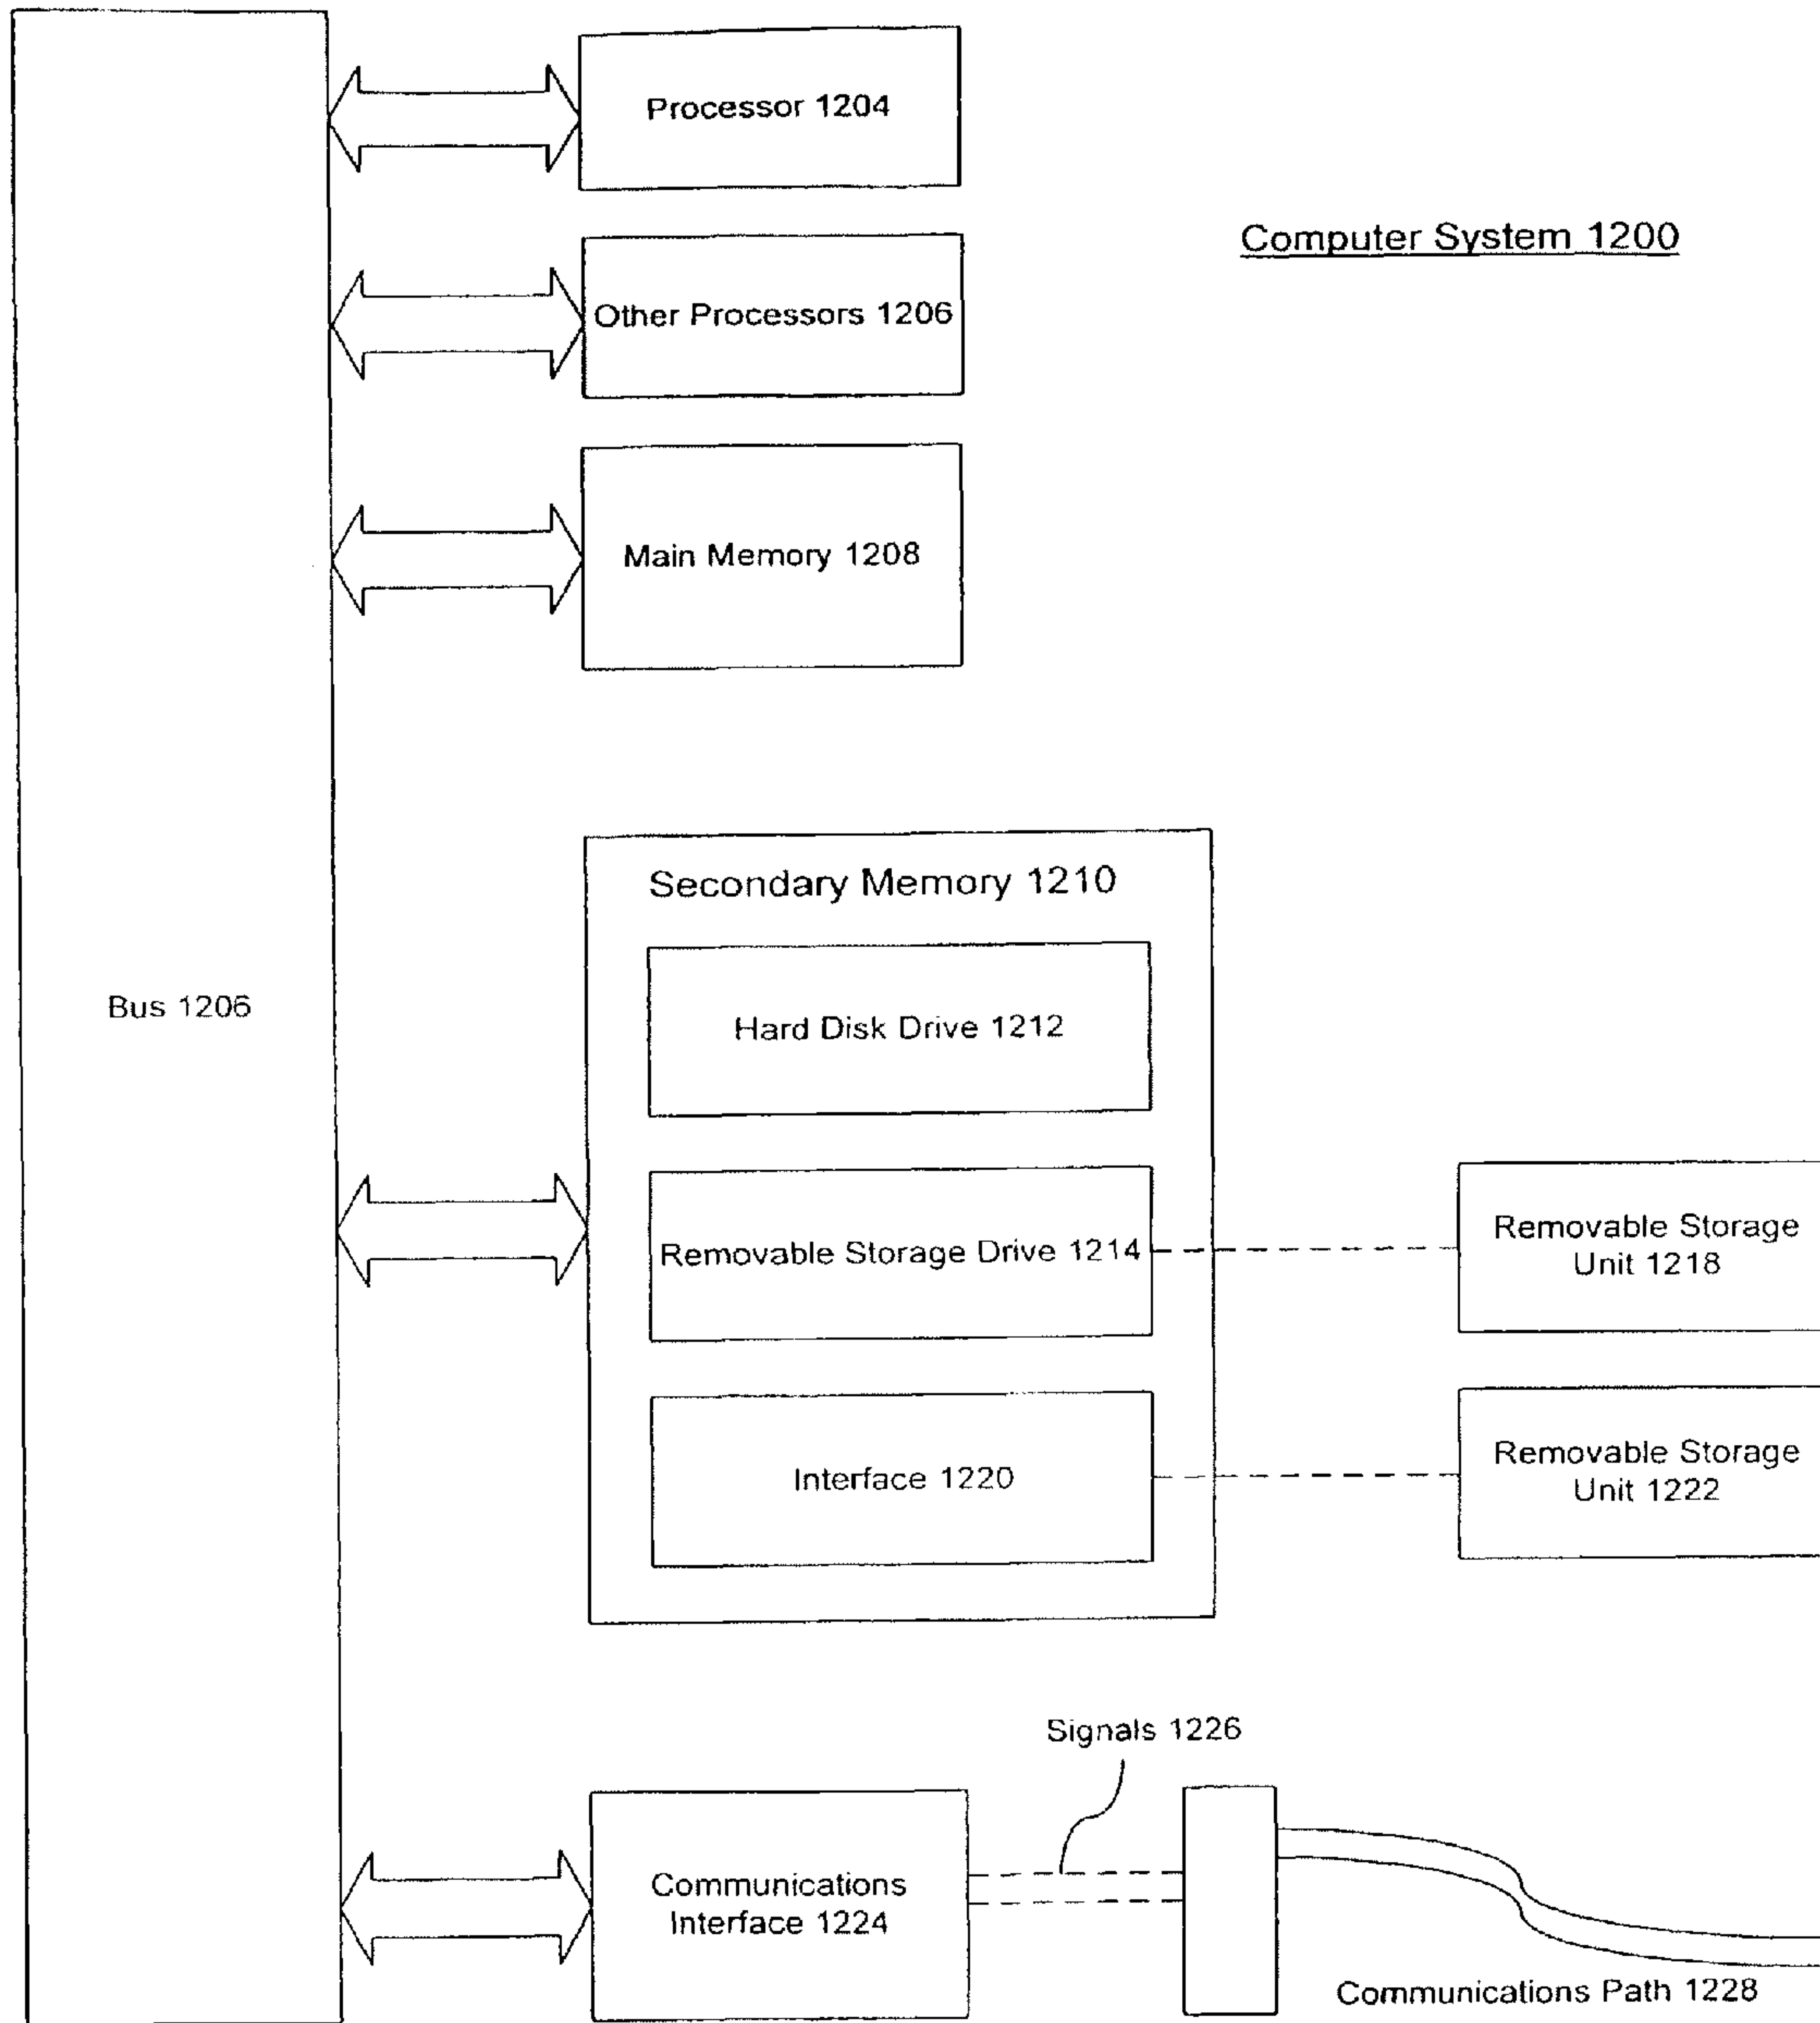 Processor 1204
Computer System 1200
Other Processors 1206
Main Memory 1208
Secondary Memory 1210
Bus 1206
Hard Disk Drive 1212
Removable Storage Drive 1214
Removable Storage
Unit 1218
Interface 1220
Removable Storage
Unit 1222
Signals 1226
Communications
Interface 1224
Communications Path 1228